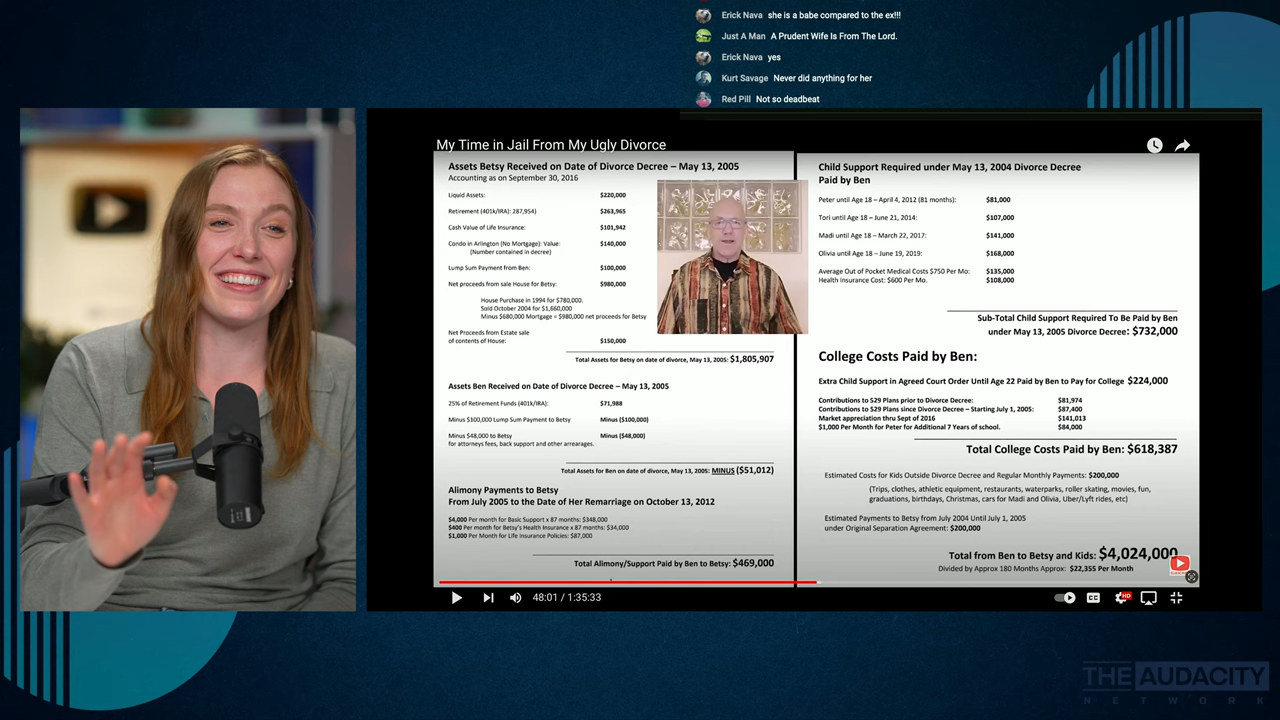 Erick Nava she is a babe compared to the ex!!!
Just A Man A Prudent Wife Is From The Lord.
Erick Nava yes
Kurt Savage Never did anything for her
Red Pill Not so deadbeat
My Time in Jail From My Ugly Divorce
Assets Betsy Received on Date of Divorce Decree – May 13, 2005
Accounting as on September 30, 2016
Liquid Assets: $220,000
Retirement (401k/IRA): 287,954) $263,965
Cash Value of Life Insurance: $101,942
Condo in Arlington (No Mortgage): Value: $140,000
(Number contained in decree)
Lump Sum Payment from Ben: $100,000
Net proceeds from sale House for Betsy: $980,000
House Purchase in 1994 for $780,000.
Sold October 2004 for $1,660,000
Minus $680,000 Mortgage = $980,000 net proceeds for Betsy
Net Proceeds from Estate sale
of contents of House: $150,000
Total Assets for Betsy on date of divorce, May 13, 2005: $1,805,907
Assets Ben Received on Date of Divorce Decree – May 13, 2005
25% of Retirement Funds (401k/IRA): $71,988
Minus $100,000 Lump Sum Payment to Betsy Minus ($100,000)
Minus $48,000 to Betsy Minus ($48,000)
for attorneys fees, back support and other arrearages.
Total Assets for Ben on date of divorce, May 13, 2005: MINUS ($51,012)
Alimony Payments to Betsy
From July 2005 to the Date of Her Remarriage on October 13, 2012
$4,000 Per month for Basic Support x 87 months: $348,000
$400 Per month for Betsy's Health Insurance x 87 months: $34,000
$1,000 Per Month for Life Insurance Policies: $87,000
Total Alimony/Support Paid by Ben to Betsy: $469,000
Child Support Required under May 13, 2004 Divorce Decree
Paid by Ben
Peter until Age 18 – April 4, 2012 (81 months): $81,000
Tori until Age 18 – June 21, 2014: $107,000
Madi until Age 18 – March 22, 2017: $141,000
Olivia until Age 18 – June 19, 2019: $168,000
Average Out of Pocket Medical Costs $750 Per Mo: $135,000
Health Insurance Cost: $600 Per Mo. $108,000
Sub-Total Child Support Required To Be Paid by Ben
under May 13, 2005 Divorce Decree: $732,000
College Costs Paid by Ben:
Extra Child Support in Agreed Court Order Until Age 22 Paid by Ben to Pay for College $224,000
Contributions to 529 Plans prior to Divorce Decree: $81,974
Contributions to 529 Plans since Divorce Decree – Starting July 1, 2005: $87,400
Market appreciation thru Sept of 2016 $141,013
$1,000 Per Month for Peter for Additional 7 Years of school. $84,000
Total College Costs Paid by Ben: $618,387
Estimated Costs for Kids Outside Divorce Decree and Regular Monthly Payments: $200,000
(Trips, clothes, athletic equipment, restaurants, waterparks, roller skating, movies, fun,
graduations, birthdays, Christmas, cars for Madi and Olivia, Uber/Lyft rides, etc)
Estimated Payments to Betsy from July 2004 Until July 1, 2005
under Original Separation Agreement: $200,000
Total from Ben to Betsy and Kids: $4,024,000
Divided by Approx 180 Months Approx: $22,355 Per Month
48:01 / 1:35:33
CC
HD
THE AUDACITY
NETWORK